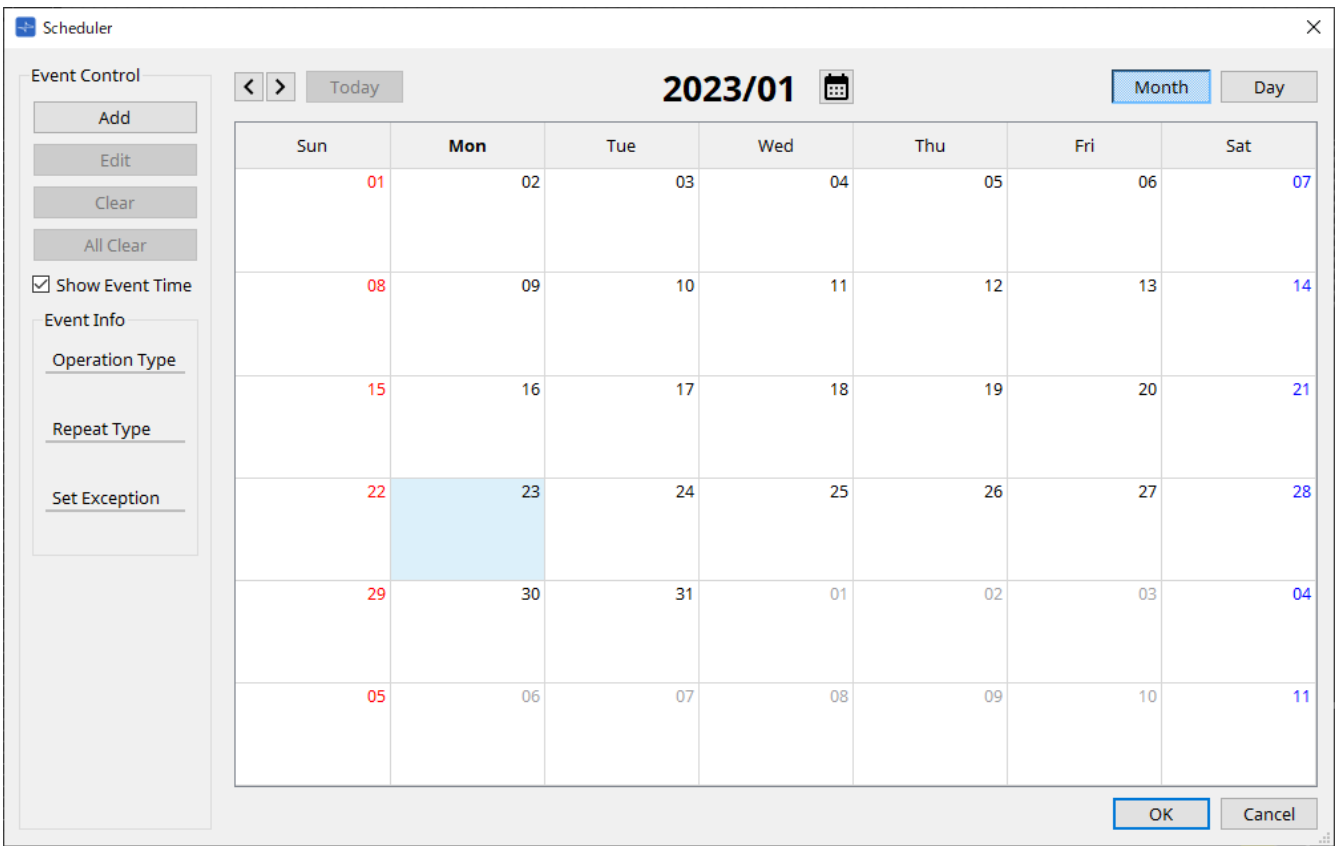 Scheduler
Event Control
Add
Edit
Clear
All Clear
Show Event Time
Event Info
Operation Type
Repeat Type
Set Exception
Today
2023/01
Month
Day
Sun Mon Tue Wed Thu Fri Sat
01 02 03 04 05 06 07
08 09 10 11 12 13 14
15 16 17 18 19 20 21
22 23 24 25 26 27 28
29 30 31 01 02 03 04
05 06 07 08 09 10 11
OK
Cancel